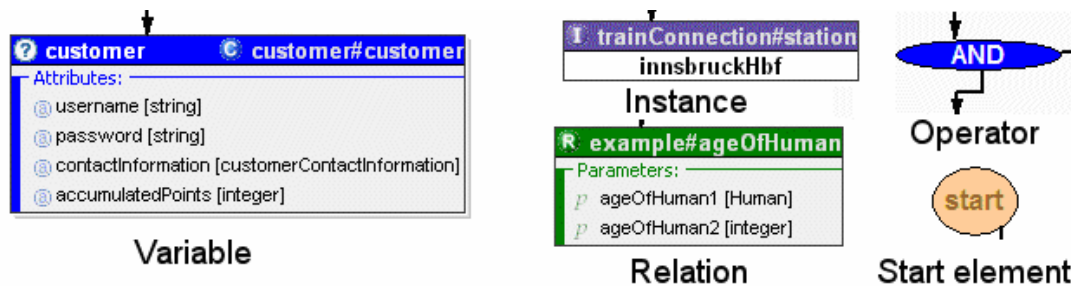 ? customer C customer#customer
Attributes:
@ username [string]
@ password [string]
@ contactInformation [customerContactInformation]
@ accumulatedPoints [integer]
Variable
I trainConnection#station
innsbruckHbf
Instance
R example#ageOfHuman
Parameters:
p ageOfHuman1 [Human]
p ageOfHuman2 [integer]
Relation
AND
Operator
start
Start element